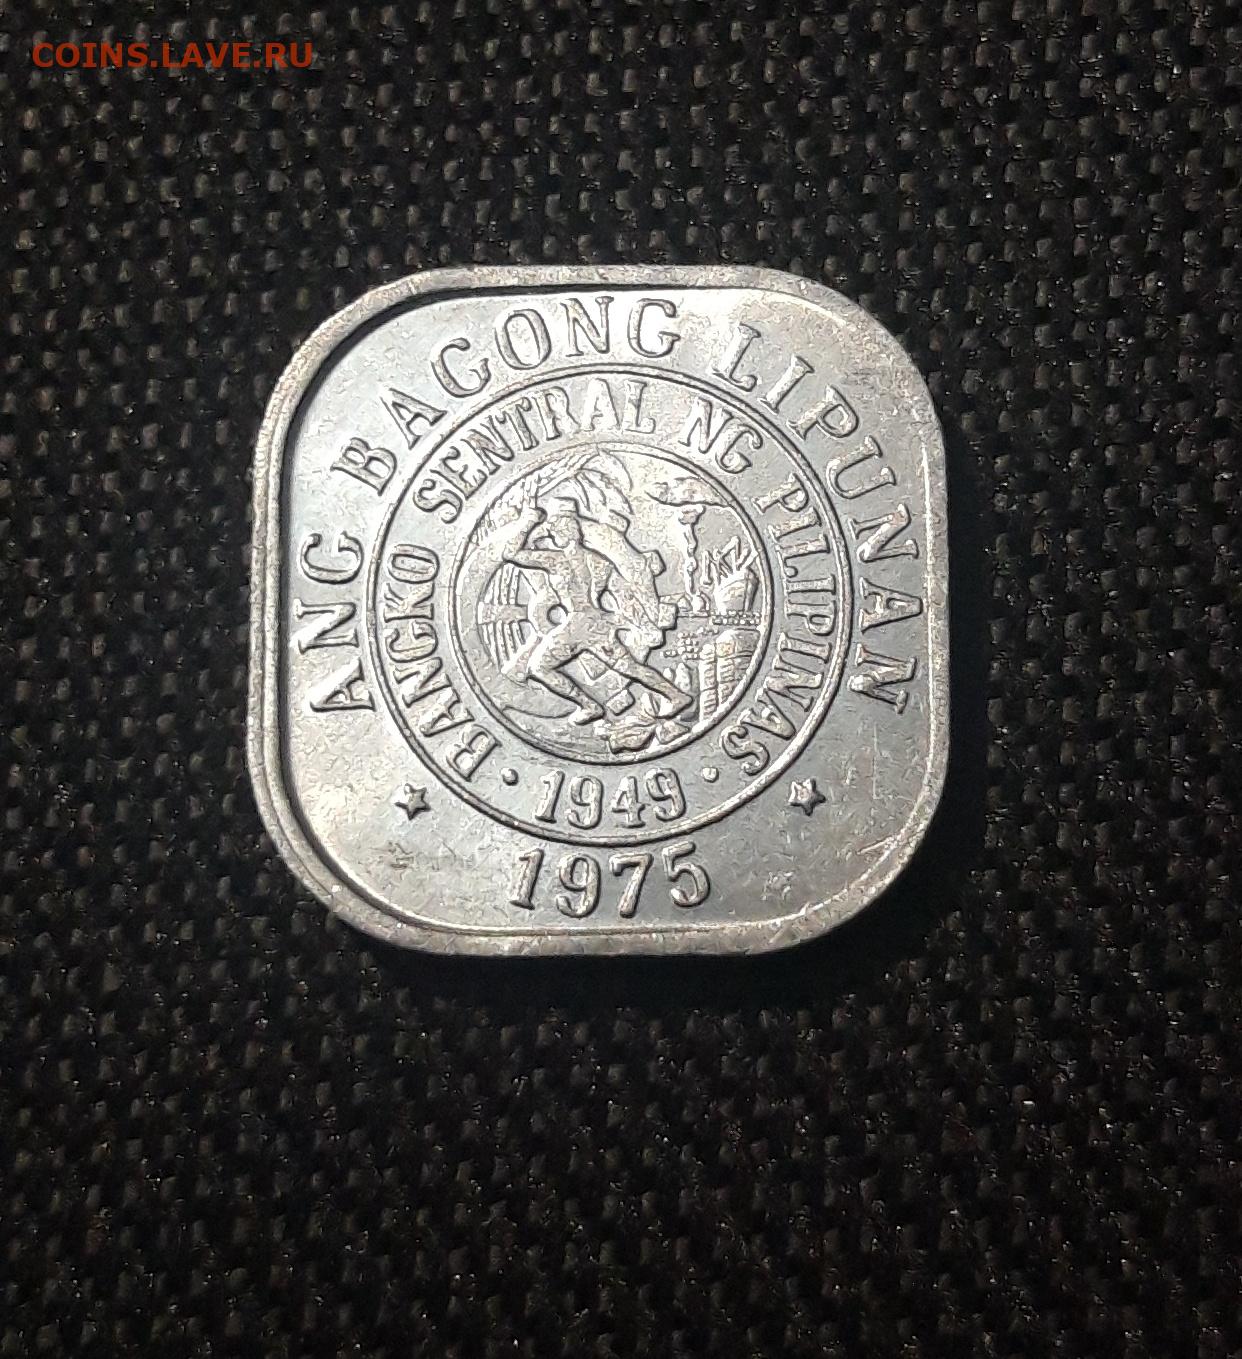 COINS.LAVE.RU
ANG BAGONG LIPUNAN
BANGKO SENTRAL NG PILIPINAS
· 1949 ·
1975